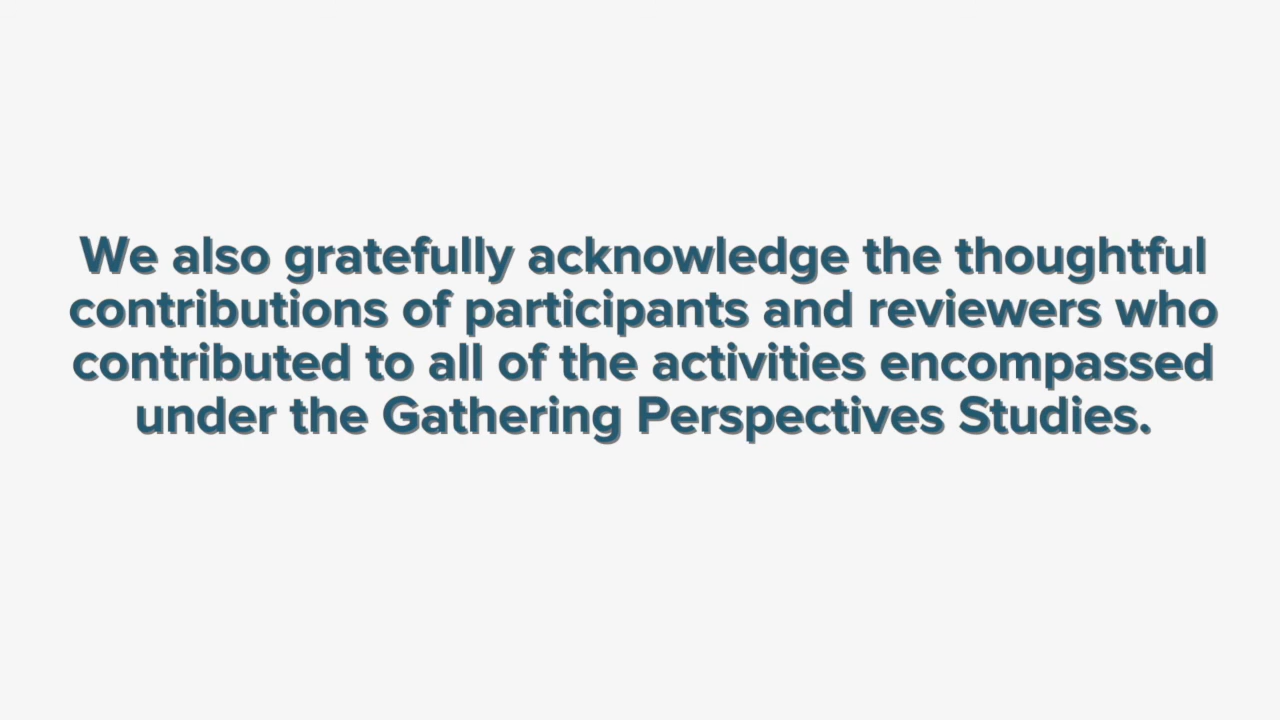 We also gratefully acknowledge the thoughtful
contributions of participants and reviewers who
contributed to all of the activities encompassed
under the Gathering Perspectives Studies.